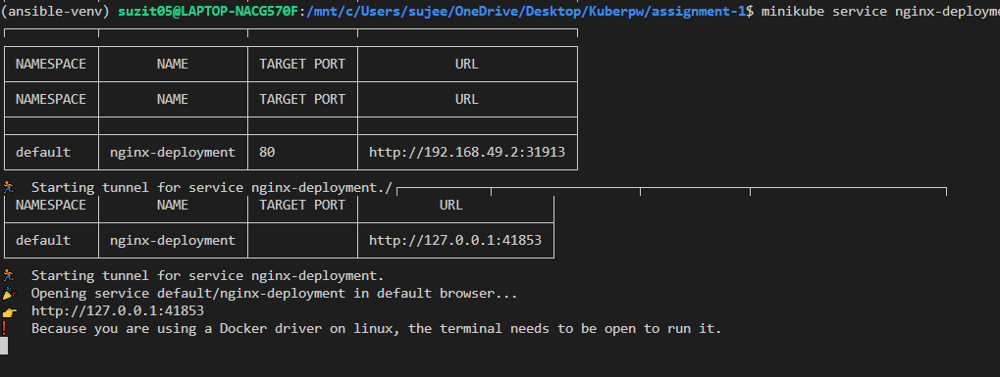 (ansible-venv) suzit05@LAPTOP-NACG570F:/mnt/c/Users/sujee/OneDrive/Desktop/Kuberpw/assignment-1$ minikube service nginx-deployme
NAMESPACE NAME TARGET PORT URL
NAMESPACE NAME TARGET PORT URL
default nginx-deployment 80 http://192.168.49.2:31913
Starting tunnel for service nginx-deployment./
NAMESPACE NAME TARGET PORT URL
default nginx-deployment http://127.0.0.1:41853
Starting tunnel for service nginx-deployment.
Opening service default/nginx-deployment in default browser...
http://127.0.0.1:41853
Because you are using a Docker driver on linux, the terminal needs to be open to run it.